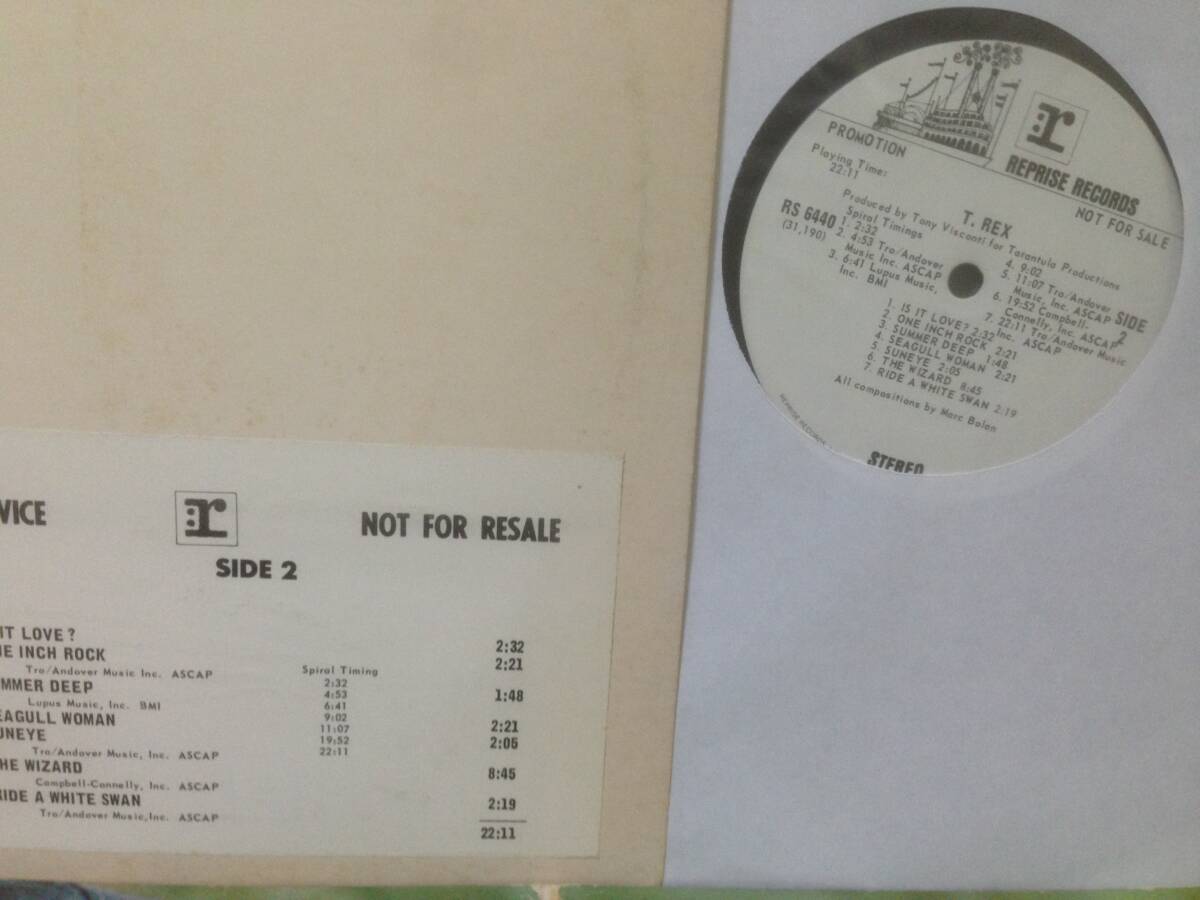 VICE
r
NOT FOR RESALE
SIDE 2
IT LOVE?
2:32
NE INCH ROCK
2:21
Tro/Andover Music Inc. ASCAP
Spiral Timing
2:32
UMMER DEEP
4:53
1:48
Lupus Music, Inc. BMI
6:41
EAGULL WOMAN
9:02
2:21
UNEYE
11:07
2:05
Tro/Andover Music, Inc. ASCAP
19:52
22:11
HE WIZARD
8:45
Campbell-Connelly, Inc. ASCAP
RIDE A WHITE SWAN
2:19
Tro/Andover Music,Inc. ASCAP
22:11
r
REPRISE RECORDS
PROMOTION
NOT FOR SALE
Playing Time:
22:11
T. REX
Produced by Tony Visconti for Tarantula Productions
RS 6440
(31,190)
Spiral Timings
1. 2:32
2. 4:53 Tro/Andover
Music Inc. ASCAP
3. 6:41 Lupus Music,
Inc. BMI
4. 9:02
5. 11:07 Tro/Andover
Music, Inc. ASCAP
6. 19:52 Campbell-
Connelly, Inc. ASCAP
7. 22:11 Tro/Andover Music
Inc. ASCAP
SIDE
2
1. IS IT LOVE? 2:32
2. ONE INCH ROCK 2:21
3. SUMMER DEEP 1:48
4. SEAGULL WOMAN 2:21
5. SUNEYE 2:05
6. THE WIZARD 8:45
7. RIDE A WHITE SWAN 2:19
All compositions by Marc Bolan
REPRISE RECORDS
STEREO